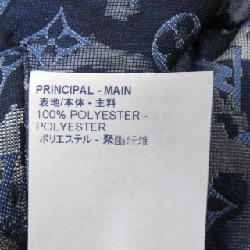 PRINCIPAL - MAIN
表地/本体・主料
100% POLYESTER -
POLYESTER
ポリエステル - 聚酯纤维